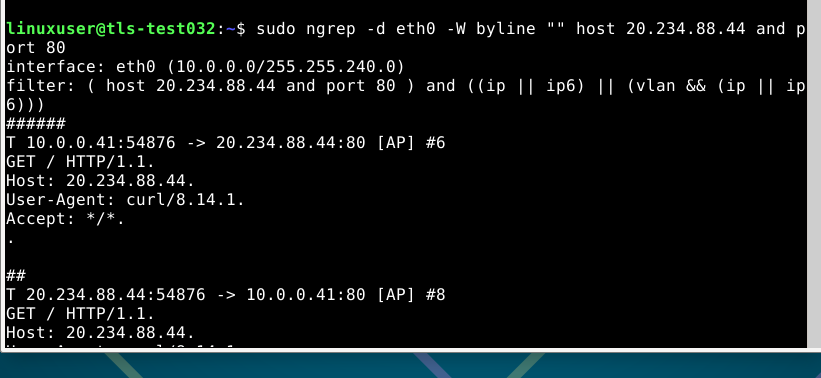 linuxuser@tls-test032:~$ sudo ngrep -d eth0 -W byline "" host 20.234.88.44 and p
ort 80
interface: eth0 (10.0.0.0/255.255.240.0)
filter: ( host 20.234.88.44 and port 80 ) and ((ip || ip6) || (vlan && (ip || ip
6)))
######
T 10.0.0.41:54876 -> 20.234.88.44:80 [AP] #6
GET / HTTP/1.1.
Host: 20.234.88.44.
User-Agent: curl/8.14.1.
Accept: */*.
.
##
T 20.234.88.44:54876 -> 10.0.0.41:80 [AP] #8
GET / HTTP/1.1.
Host: 20.234.88.44.